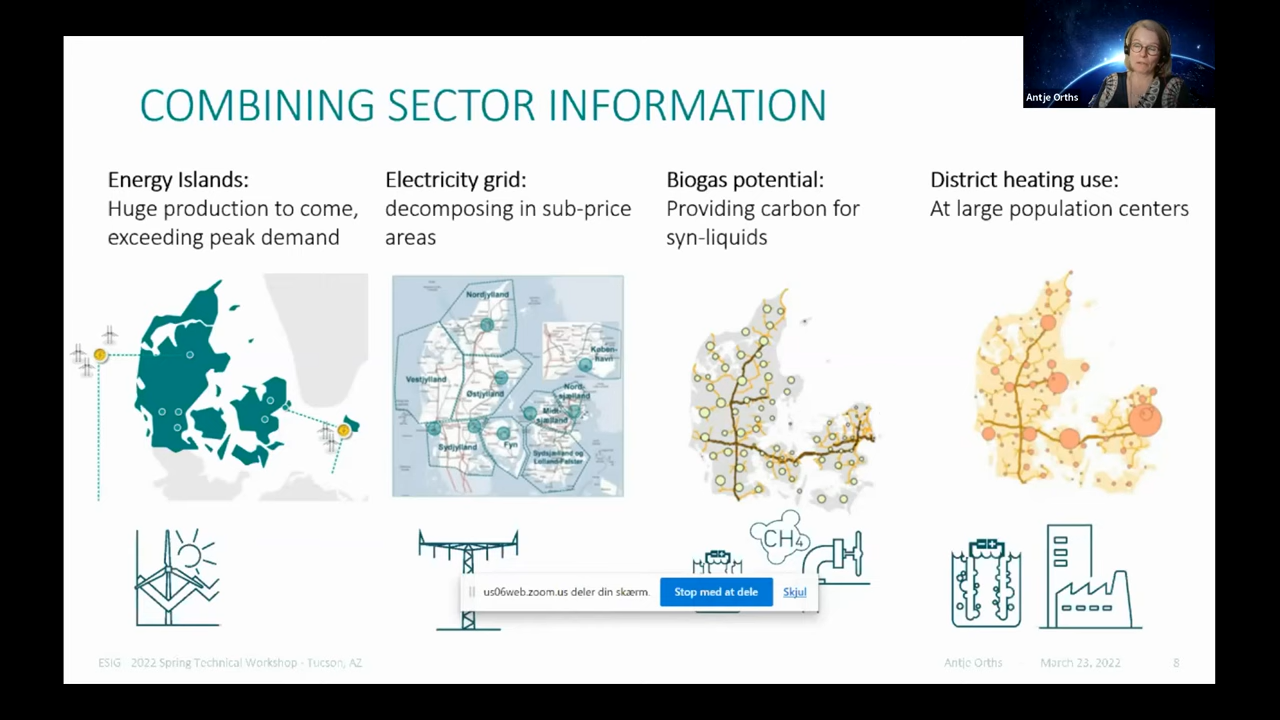 Antje Orths
COMBINING SECTOR INFORMATION
Energy Islands:
Huge production to come,
exceeding peak demand
Electricity grid:
decomposing in sub-price
areas
Biogas potential:
Providing carbon for
syn-liquids
District heating use:
At large population centers
Nordjylland
Køben-
havn
Vestjylland
Østjylland
Nord-
sjælland
Midt-
sjælland
Sydjylland
Fyn
Sydsjælland og
Lolland-Falster
CH4
us06web.zoom.us deler din skærm.
Stop med at dele
Skjul
ESIG 2022 Spring Technical Workshop - Tucson, AZ
Antje Orths
March 23, 2022
8